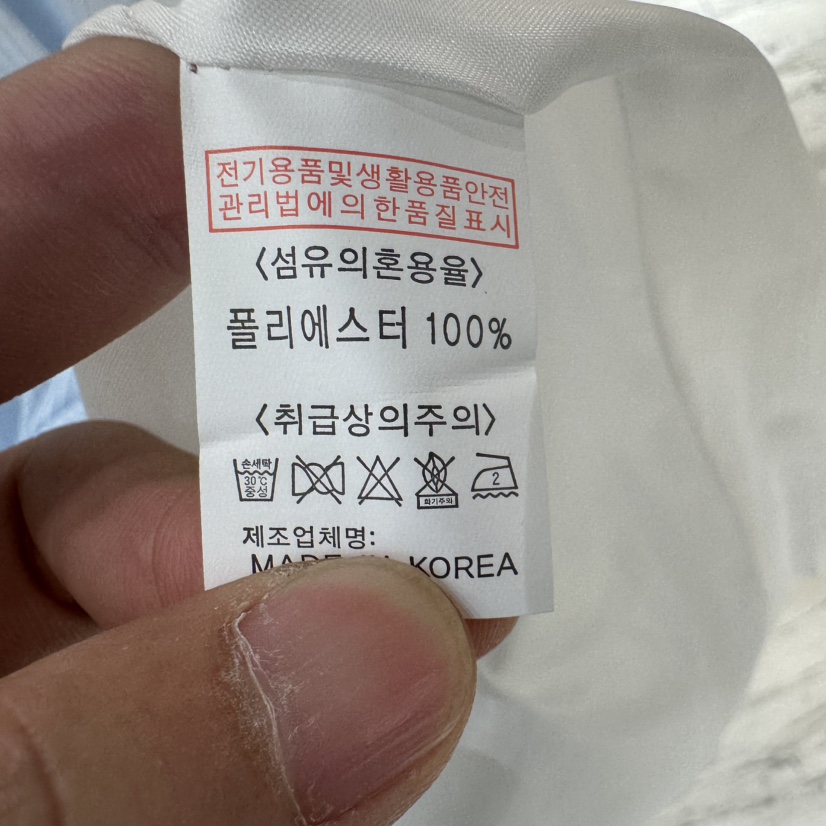 전기용품및생활용품안전
관리법에의한품질표시
〈섬유의혼용율〉
폴리에스터 100%
〈취급상의주의〉
손세탁
30℃
중성
화기주의
2
제조업체명:
MADE IN KOREA